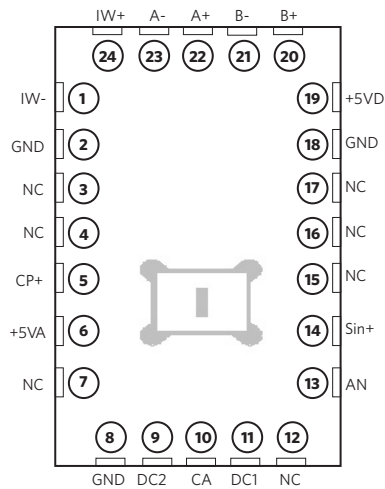 IW+ A- A+ B- B+
24 23 22 21 20
IW- 1 19 +5VD
GND 2 18 GND
NC 3 17 NC
NC 4 16 NC
CP+ 5 15 NC
+5VA 6 14 Sin+
NC 7 13 AN
8 9 10 11 12
GND DC2 CA DC1 NC